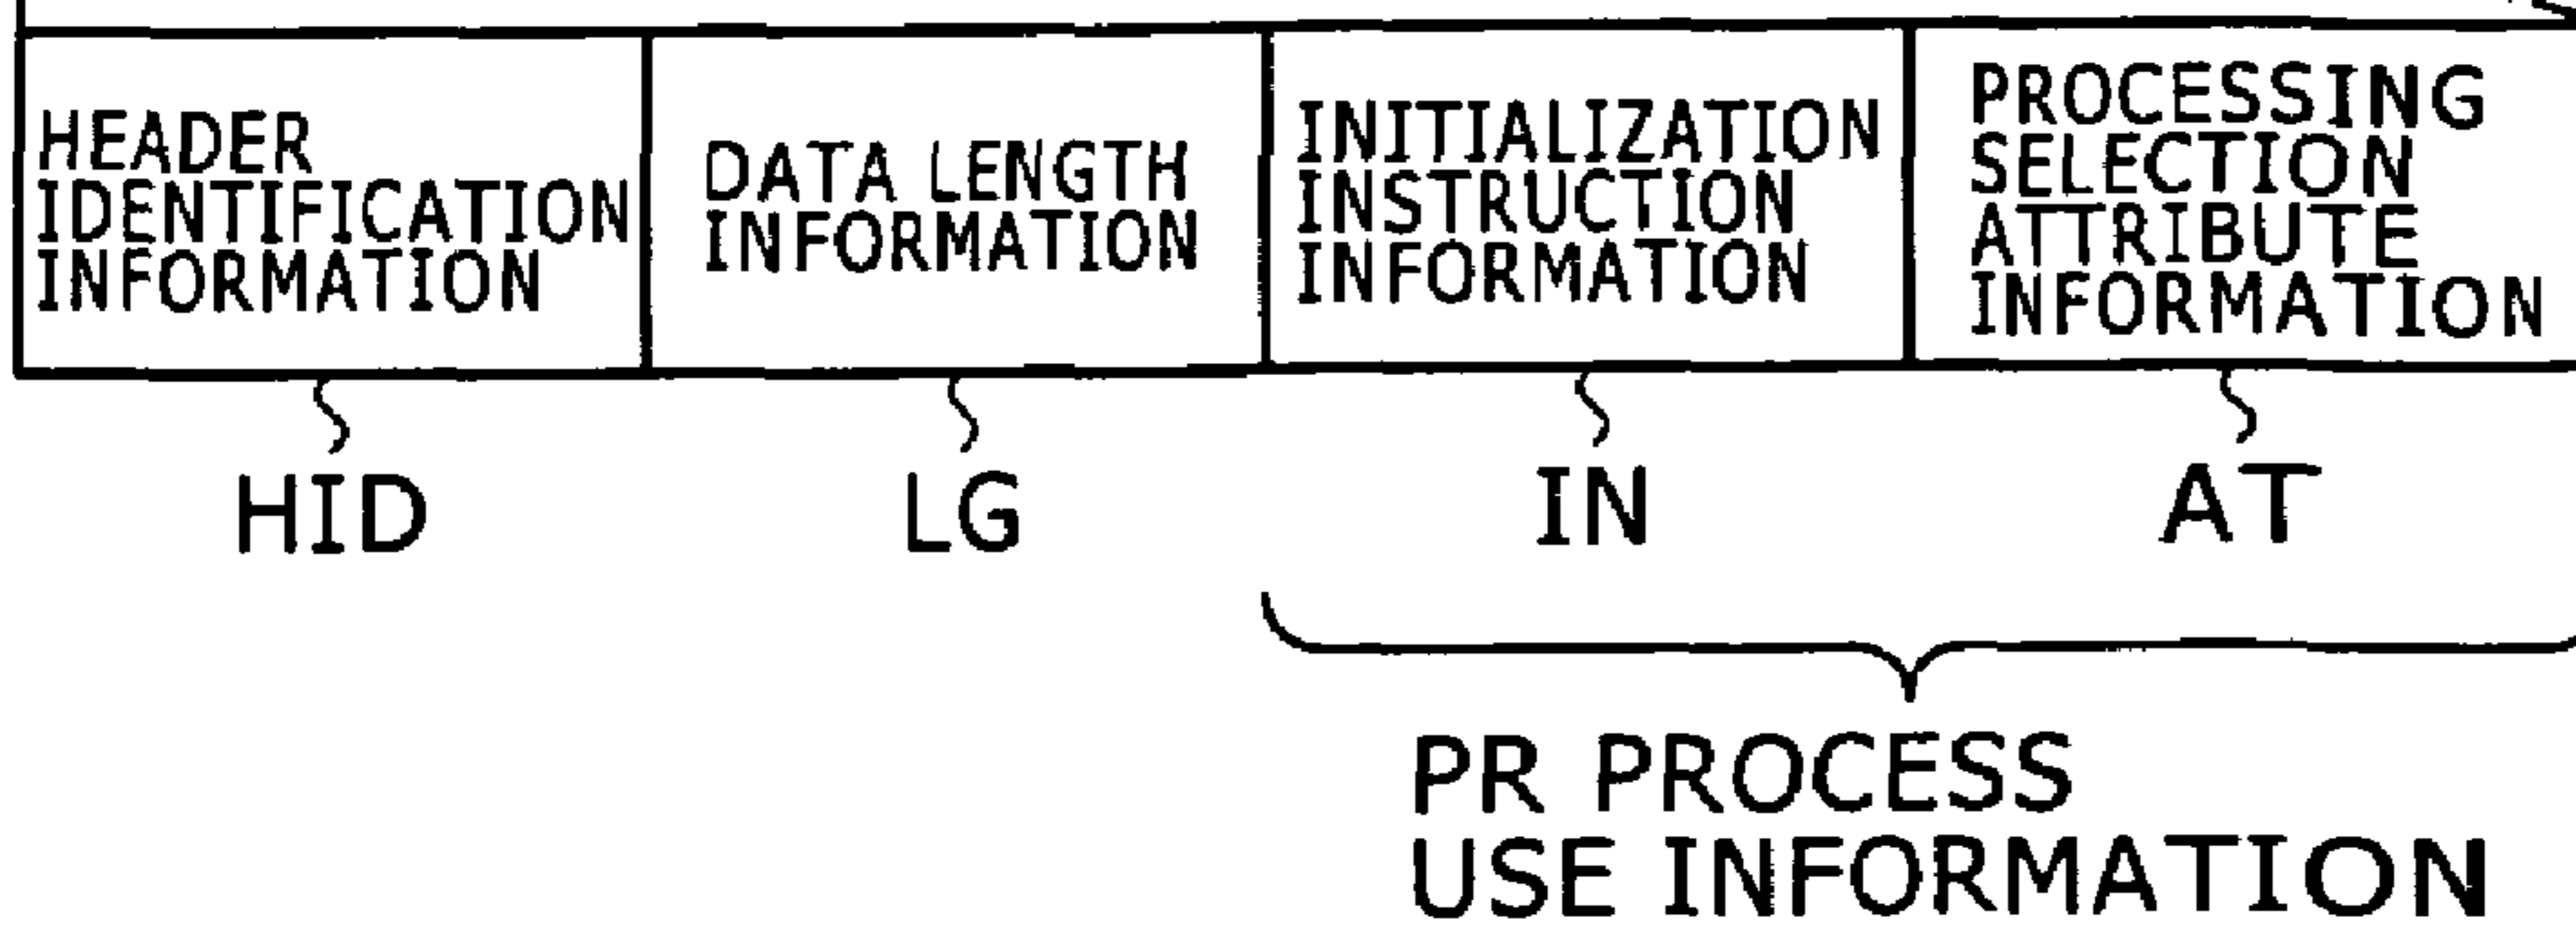 HEADER
IDENTIFICATION
INFORMATION
DATA LENGTH
INFORMATION
INITIALIZATION
INSTRUCTION
INFORMATION
PROCESSING
SELECTION
ATTRIBUTE
INFORMATION
HID
LG
IN
AT
PR PROCESS
USE INFORMATION